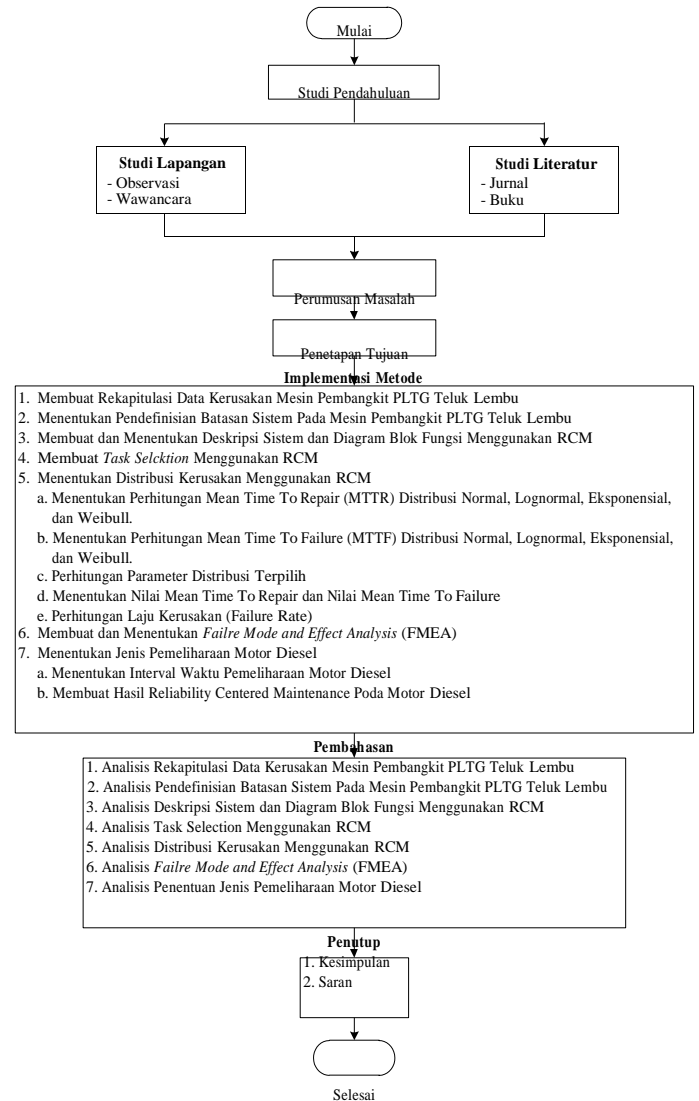 Mulai
Studi Pendahuluan
Studi Lapangan
- Observasi
- Wawancara
Studi Literatur
- Jurnal
- Buku
Perumusan Masalah
Penetapan Tujuan
Implementasi Metode
1. Membuat Rekapitulasi Data Kerusakan Mesin Pembangkit PLTG Teluk Lembu
2. Menentukan Pendefinisian Batasan Sistem Pada Mesin Pembangkit PLTG Teluk Lembu
3. Membuat dan Menentukan Deskripsi Sistem dan Diagram Blok Fungsi Menggunakan RCM
4. Membuat Task Selcktion Menggunakan RCM
5. Menentukan Distribusi Kerusakan Menggunakan RCM
a. Menentukan Perhitungan Mean Time To Repair (MTTR) Distribusi Normal, Lognormal, Eksponensial,
dan Weibull.
b. Menentukan Perhitungan Mean Time To Failure (MTTF) Distribusi Normal, Lognormal, Eksponensial,
dan Weibull.
c. Perhitungan Parameter Distribusi Terpilih
d. Menentukan Nilai Mean Time To Repair dan Nilai Mean Time To Failure
e. Perhitungan Laju Kerusakan (Failure Rate)
6. Membuat dan Menentukan Failre Mode and Effect Analysis (FMEA)
7. Menentukan Jenis Pemeliharaan Motor Diesel
a. Menentukan Interval Waktu Pemeliharaan Motor Diesel
b. Membuat Hasil Reliability Centered Maintenance Poda Motor Diesel
Pembahasan
1. Analisis Rekapitulasi Data Kerusakan Mesin Pembangkit PLTG Teluk Lembu
2. Analisis Pendefinisian Batasan Sistem Pada Mesin Pembangkit PLTG Teluk Lembu
3. Analisis Deskripsi Sistem dan Diagram Blok Fungsi Menggunakan RCM
4. Analisis Task Selection Menggunakan RCM
5. Analisis Distribusi Kerusakan Menggunakan RCM
6. Analisis Failre Mode and Effect Analysis (FMEA)
7. Analisis Penentuan Jenis Pemeliharaan Motor Diesel
Penutup
1. Kesimpulan
2. Saran
Selesai